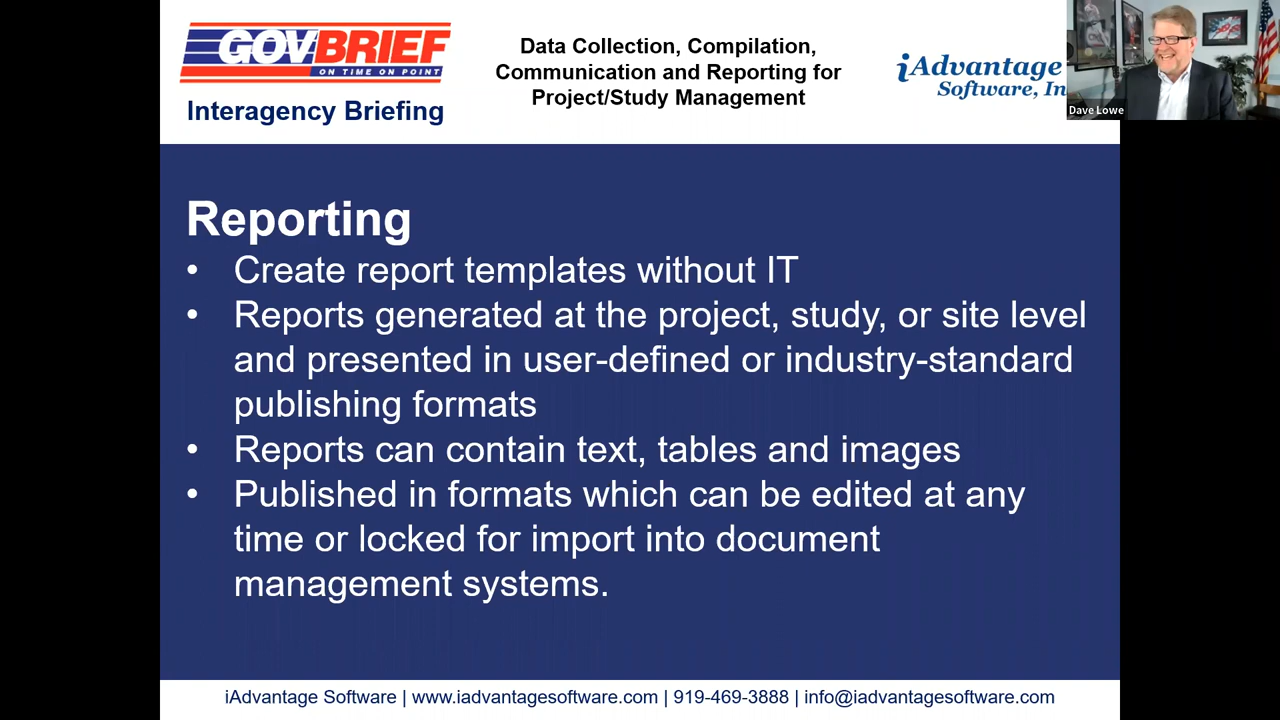 GOVBRIEF
ON TIME ON POINT
Interagency Briefing
Data Collection, Compilation,
Communication and Reporting for
Project/Study Management
iAdvantage
Software, In
Dave Lowe
Reporting
• Create report templates without IT
• Reports generated at the project, study, or site level
and presented in user-defined or industry-standard
publishing formats
• Reports can contain text, tables and images
• Published in formats which can be edited at any
time or locked for import into document
management systems.
iAdvantage Software | www.iadvantagesoftware.com | 919-469-3888 | info@iadvantagesoftware.com